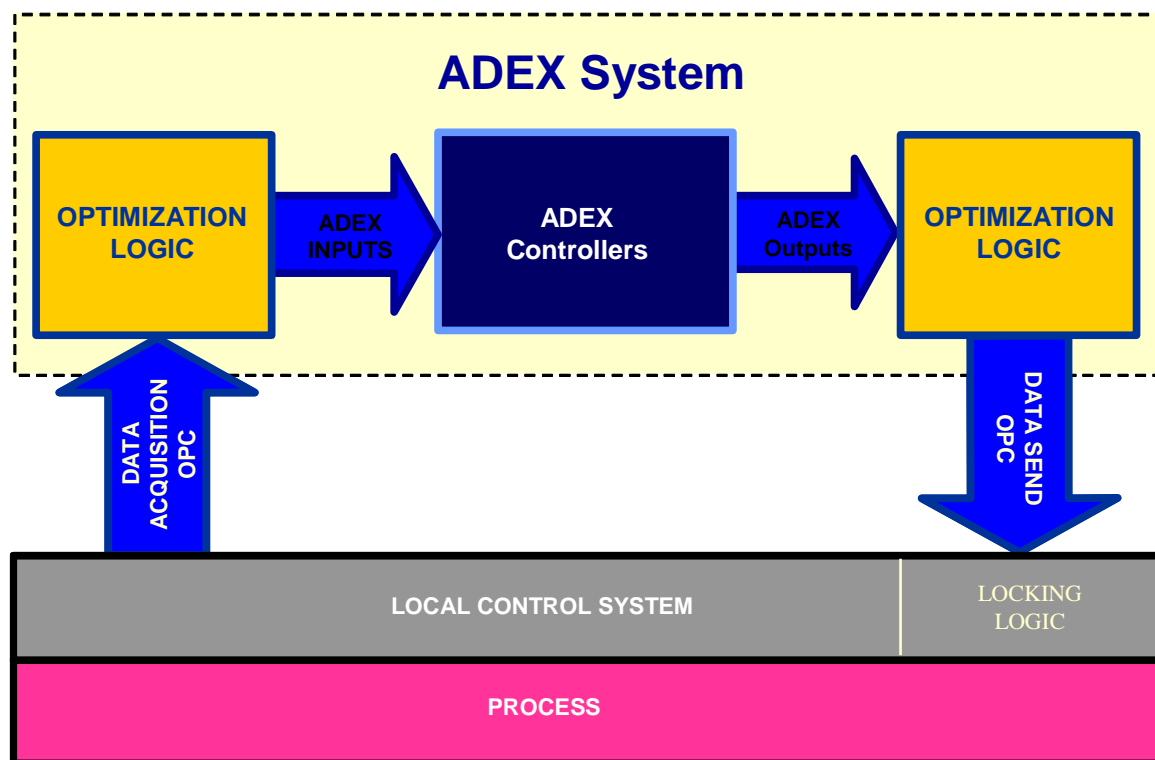 ADEX System
OPTIMIZATION
LOGIC
ADEX
INPUTS
ADEX
Controllers
ADEX
Outputs
OPTIMIZATION
LOGIC
DATA
ACQUISITION
OPC
DATA SEND
OPC
LOCAL CONTROL SYSTEM
LOCKING
LOGIC
PROCESS